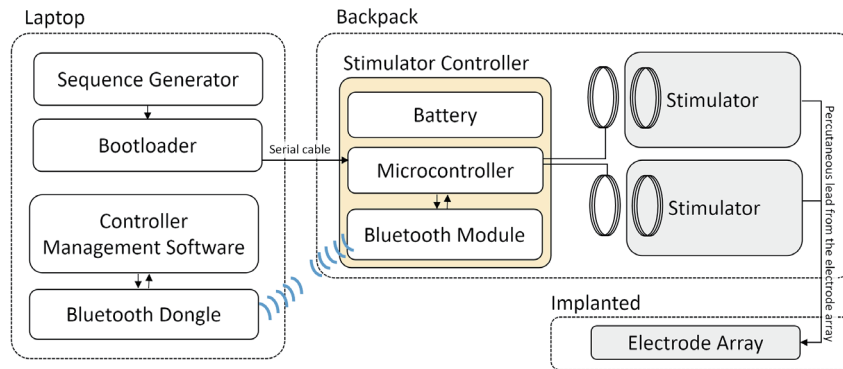 Laptop
Sequence Generator
Bootloader
Controller
Management Software
Bluetooth Dongle
Serial cable
Backpack
Stimulator Controller
Battery
Microcontroller
Bluetooth Module
Stimulator
Stimulator
Percutaneous lead from the electrode array
Implanted
Electrode Array